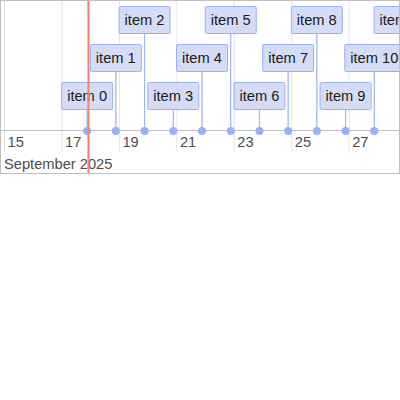 item 2 item 5 item 8
item 1 item 4 item 7 item 10
item 0 item 3 item 6 item 9
15 17 19 21 23 25 27
September 2025